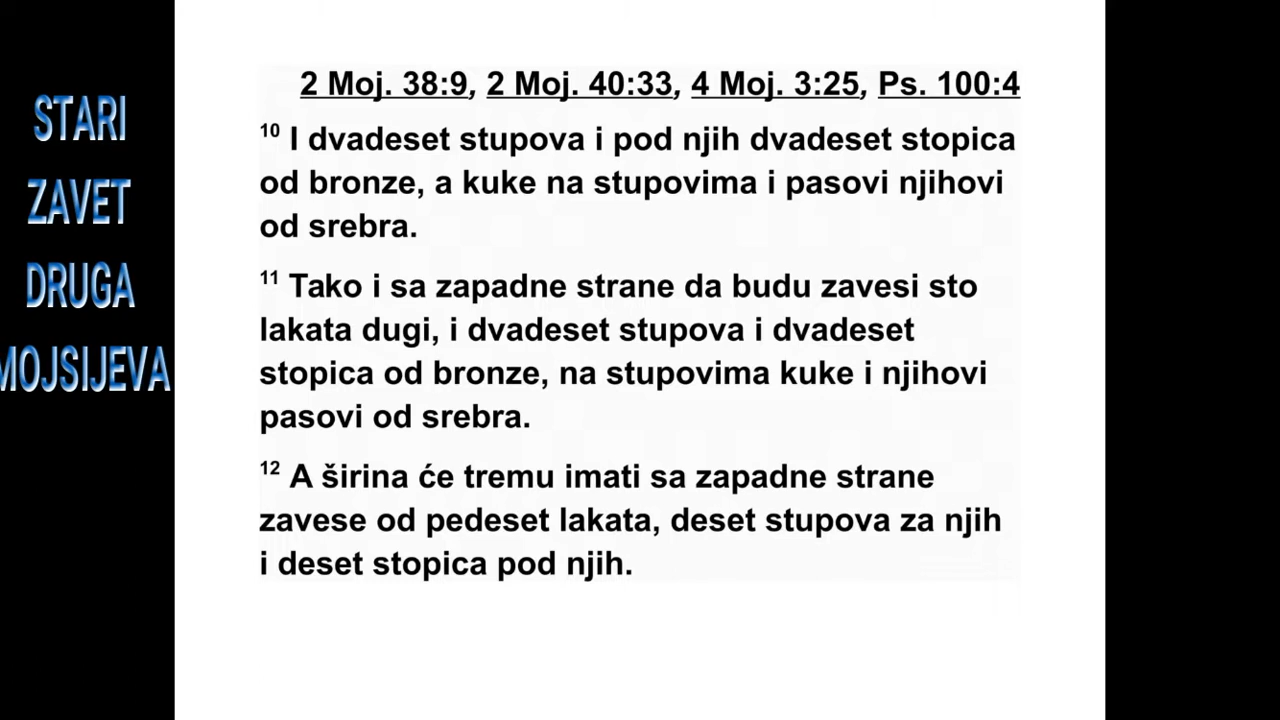 STARI
ZAVET
DRUGA
MOJSIJEVA
2 Moj. 38:9, 2 Moj. 40:33, 4 Moj. 3:25, Ps. 100:4
10 I dvadeset stupova i pod njih dvadeset stopica
od bronze, a kuke na stupovima i pasovi njihovi
od srebra.
11 Tako i sa zapadne strane da budu zavesi sto
lakata dugi, i dvadeset stupova i dvadeset
stopica od bronze, na stupovima kuke i njihovi
pasovi od srebra.
12 A širina će tremu imati sa zapadne strane
zavese od pedeset lakata, deset stupova za njih
i deset stopica pod njih.